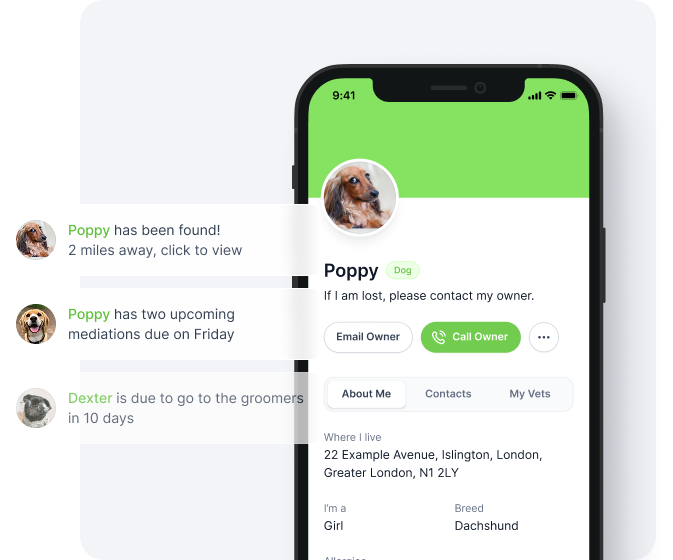 9:41
Poppy has been found!
2 miles away, click to view
Poppy has two upcoming
mediations due on Friday
Dexter is due to go to the groomers
in 10 days
Poppy Dog
If I am lost, please contact my owner.
Email Owner Call Owner
About Me Contacts My Vets
Where I live
22 Example Avenue, Islington, London,
Greater London, N1 2LY
I'm a Breed
Girl Dachshund